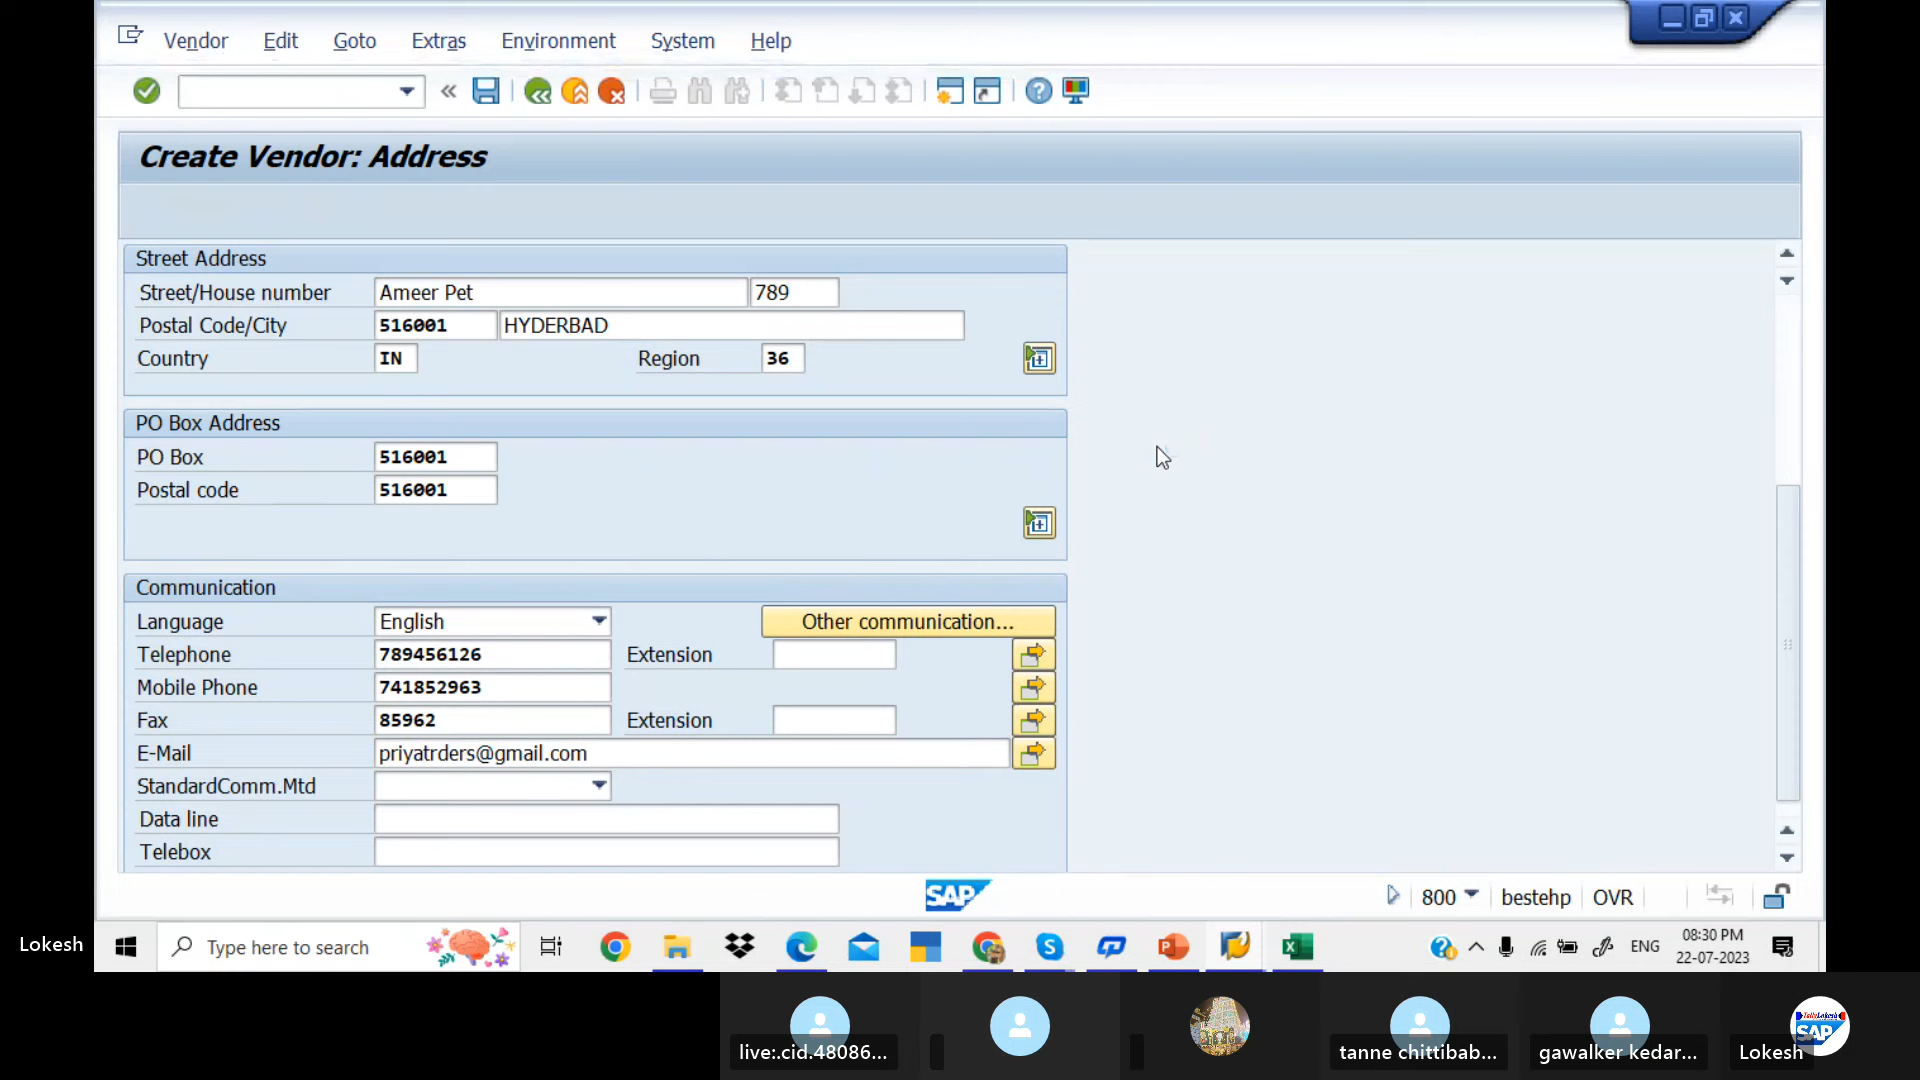 Vendor Edit Goto Extras Environment System Help
Create Vendor: Address
Street Address
Street/House number Ameer Pet 789
Postal Code/City 516001 HYDERBAD
Country IN Region 36
PO Box Address
PO Box 516001
Postal code 516001
Communication
Language English Other communication...
Telephone 789456126 Extension
Mobile Phone 741852963
Fax 85962 Extension
E-Mail priyatrders@gmail.com
StandardComm.Mtd
Data line
Telebox
SAP 800 bestehp OVR
Lokesh Type here to search ENG 08:30 PM
22-07-2023
live:.cid.48086... tanne chittibab... gawalker kedar... Lokesh
SAP